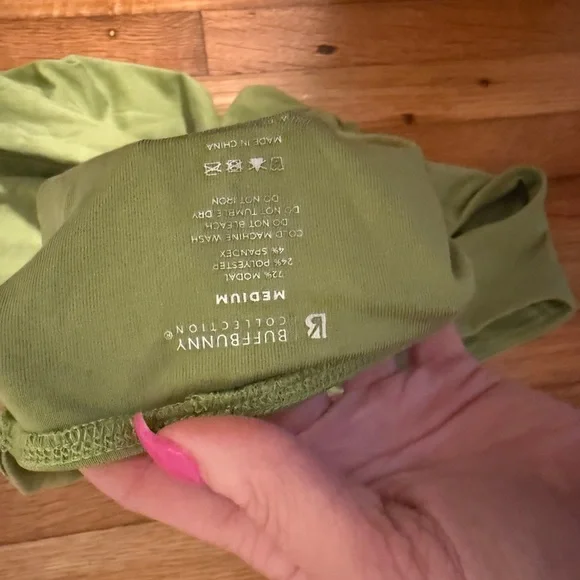 BUFFBUNNY
COLLECTION®
MEDIUM
72% MODAL
24% POLYESTER
4% SPANDEX
COLD MACHINE WASH
DO NOT BLEACH
DO NOT TUMBLE DRY
DO NOT IRON
MADE IN CHINA